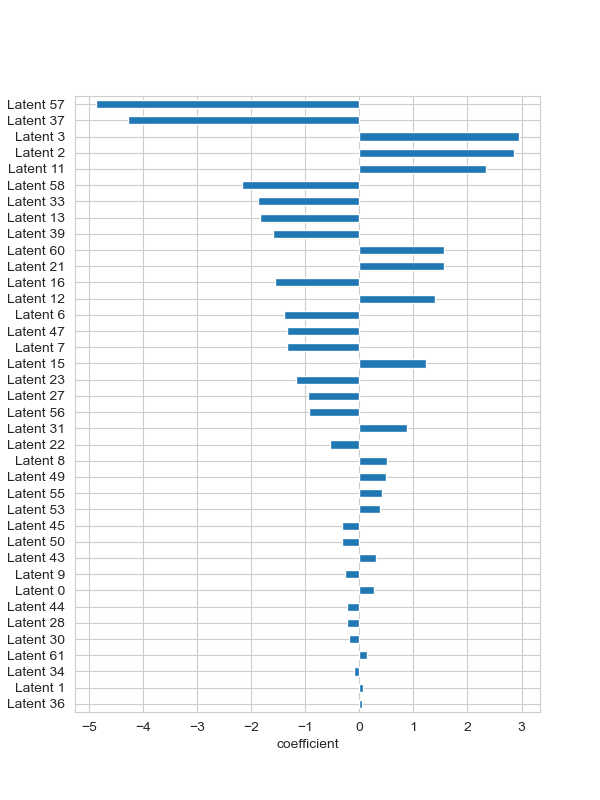 Latent 57
Latent 37
Latent 3
Latent 2
Latent 11
Latent 58
Latent 33
Latent 13
Latent 39
Latent 60
Latent 21
Latent 16
Latent 12
Latent 6
Latent 47
Latent 7
Latent 15
Latent 23
Latent 27
Latent 56
Latent 31
Latent 22
Latent 8
Latent 49
Latent 55
Latent 53
Latent 45
Latent 50
Latent 43
Latent 9
Latent 0
Latent 44
Latent 28
Latent 30
Latent 61
Latent 34
Latent 1
Latent 36
−5 −4 −3 −2 −1 0 1 2 3
coefficient